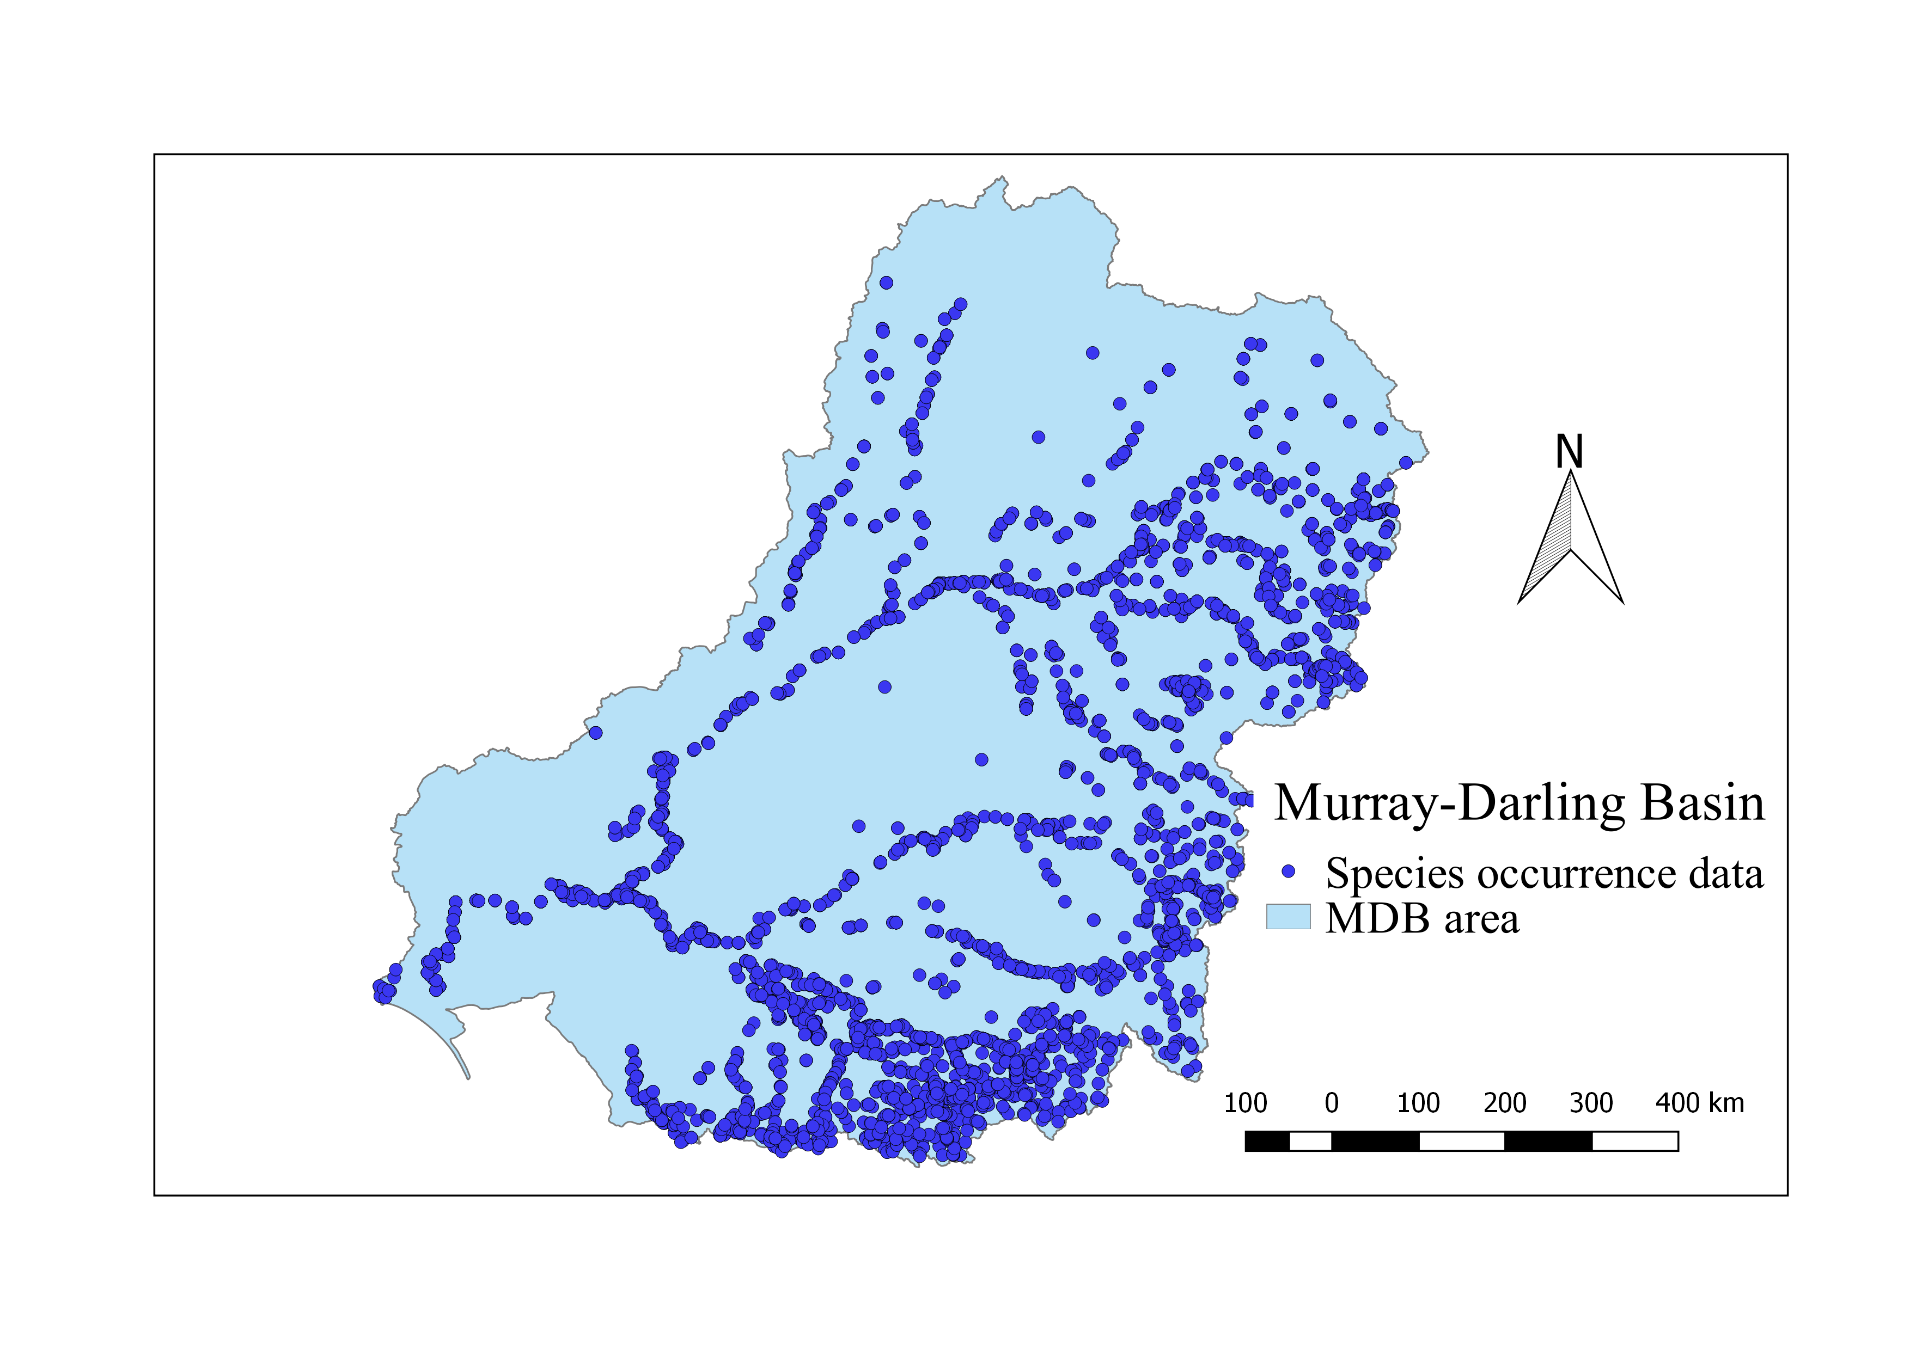 N
Murray-Darling Basin
Species occurrence data
MDB area
100 0 100 200 300 400 km